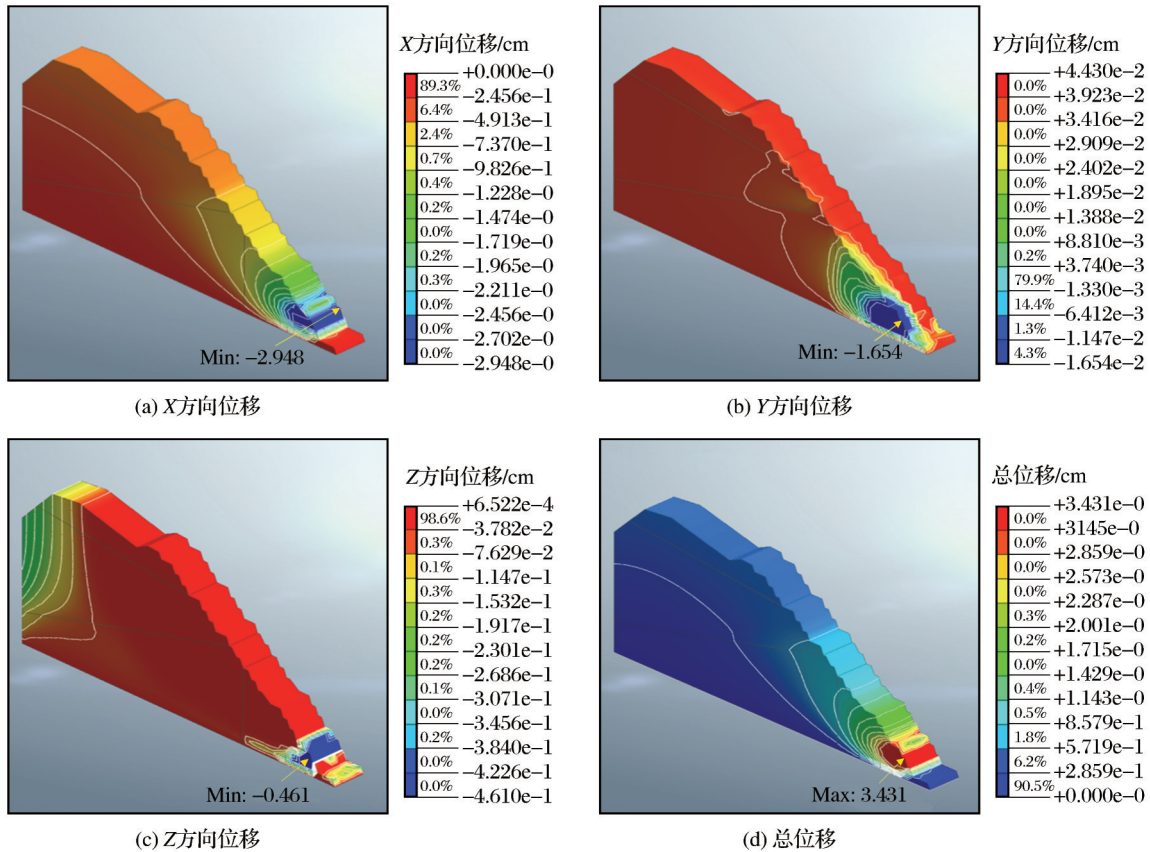 X方向位移/cm
+0.000e−0
89.3%
−2.456e−1
6.4%
−4.913e−1
2.4%
−7.370e−1
0.7%
−9.826e−1
0.4%
−1.228e−0
0.2%
−1.474e−0
0.0%
−1.719e−0
0.2%
−1.965e−0
0.3%
−2.211e−0
0.0%
−2.456e−0
0.0%
−2.702e−0
0.0%
−2.948e−0
Min: −2.948
(a) X方向位移
Y方向位移/cm
+4.430e−2
0.0%
+3.923e−2
0.0%
+3.416e−2
0.0%
+2.909e−2
0.0%
+2.402e−2
0.0%
+1.895e−2
0.0%
+1.388e−2
0.0%
+8.810e−3
0.2%
+3.740e−3
79.9%
−1.330e−3
14.4%
−6.412e−3
1.3%
−1.147e−2
4.3%
−1.654e−2
Min: −1.654
(b) Y方向位移
Z方向位移/cm
+6.522e−4
98.6%
−3.782e−2
0.3%
−7.629e−2
0.1%
−1.147e−1
0.3%
−1.532e−1
0.2%
−1.917e−1
0.2%
−2.301e−1
0.2%
−2.686e−1
0.1%
−3.071e−1
0.0%
−3.456e−1
0.2%
−3.840e−1
0.0%
−4.226e−1
0.0%
−4.610e−1
Min: −0.461
(c) Z方向位移
总位移/cm
+3.431e−0
0.0%
+3145e−0
0.0%
+2.859e−0
0.0%
+2.573e−0
0.0%
+2.287e−0
0.3%
+2.001e−0
0.2%
+1.715e−0
0.0%
+1.429e−0
0.4%
+1.143e−0
0.5%
+8.579e−1
1.8%
+5.719e−1
6.2%
+2.859e−1
90.5%
+0.000e−0
Max: 3.431
(d) 总位移